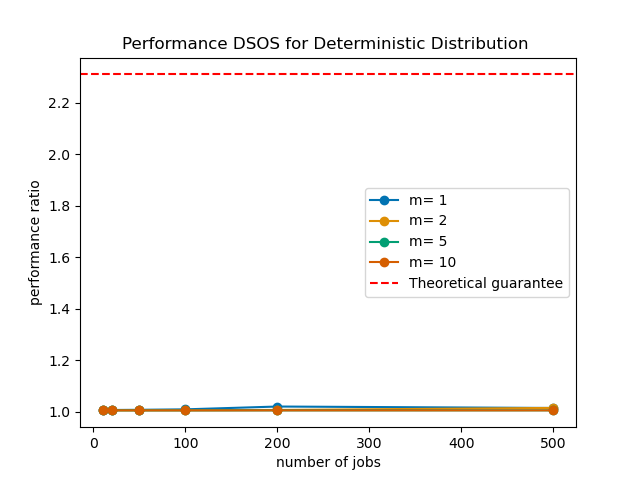 Performance DSOS for Deterministic Distribution
performance ratio
2.2
2.0
1.8
1.6
1.4
1.2
1.0
m= 1
m= 2
m= 5
m= 10
Theoretical guarantee
0 100 200 300 400 500
number of jobs